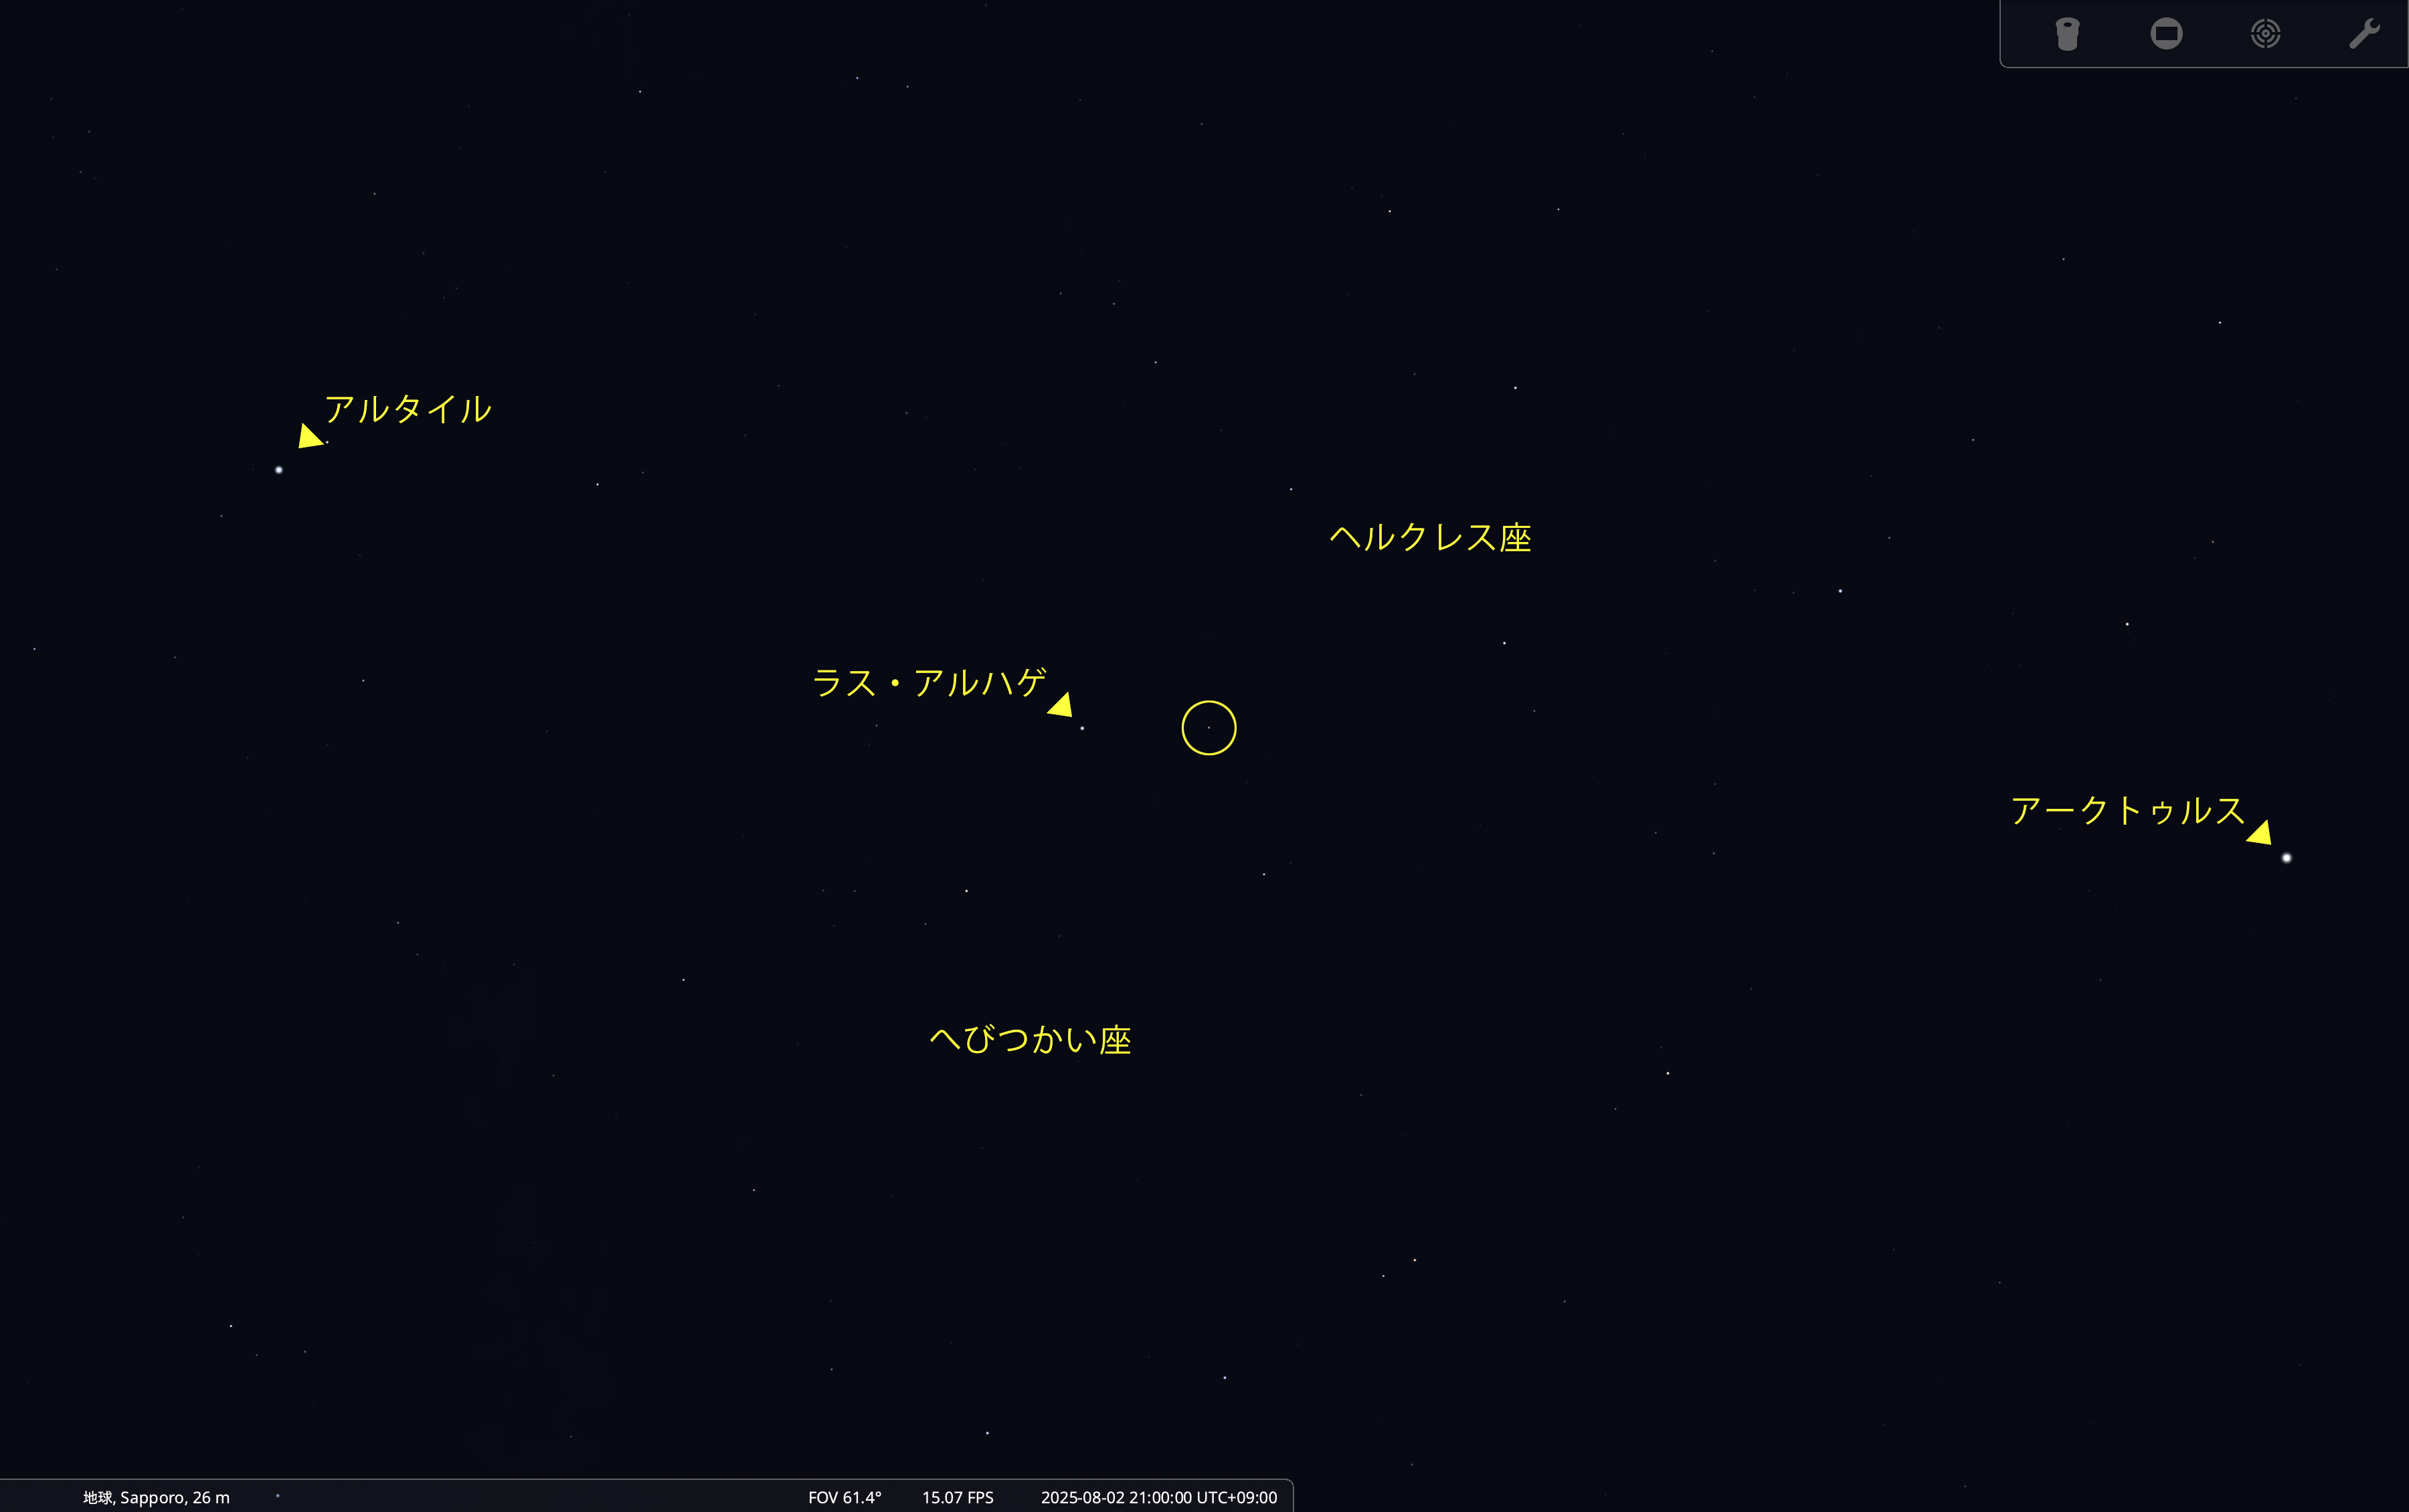 アルタイル
ヘルクレス座
ラス・アルハゲ
アークトゥルス
へびつかい座
地球, Sapporo, 26 m FOV 61.4° 15.07 FPS 2025-08-02 21:00:00 UTC+09:00